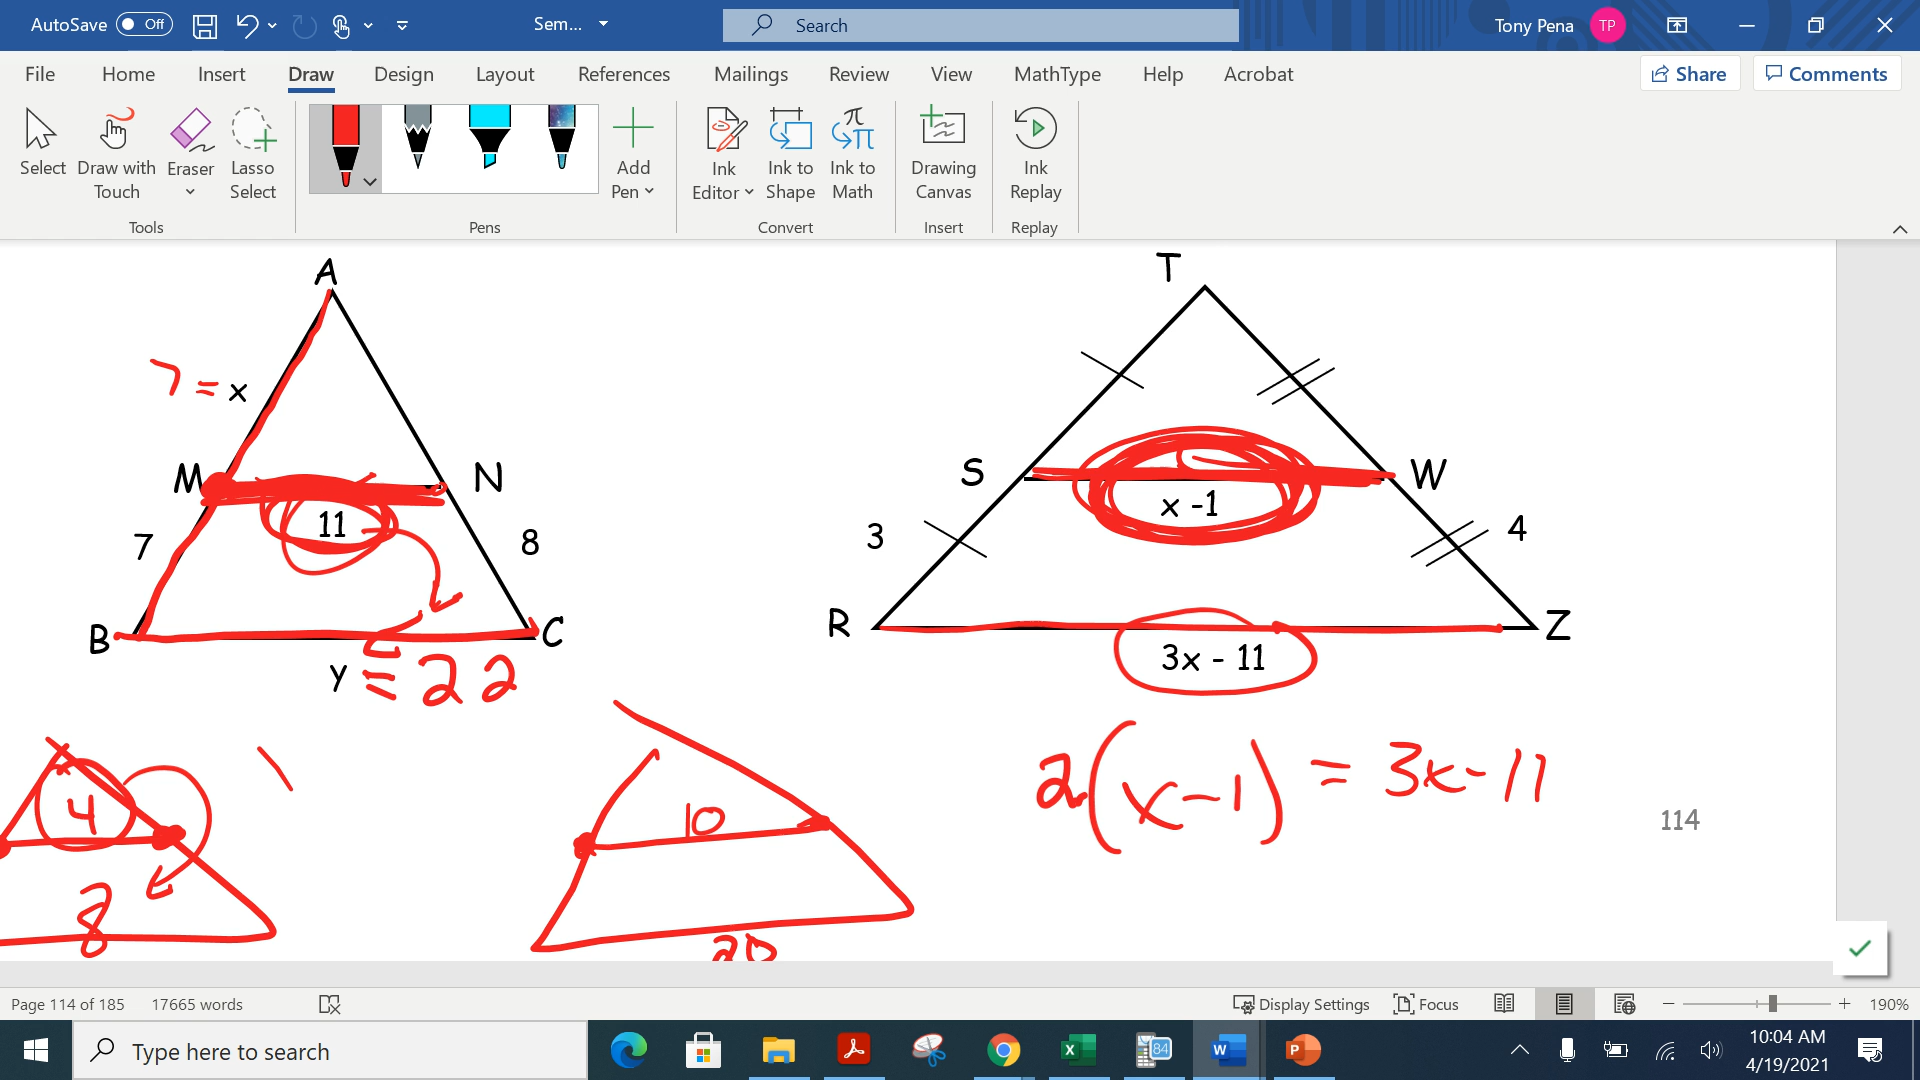 AutoSave Off Sem... Search Tony Pena TP
File Home Insert Draw Design Layout References Mailings Review View MathType Help Acrobat Share Comments
Select Draw with Touch Eraser Lasso Select Add Pen Ink Editor Ink to Shape Ink to Math Drawing Canvas Ink Replay
Tools Pens Convert Insert Replay
A
7 = x
M N
11
7 8
B C
y = 22
T
S W
x -1
3 4
R Z
3x - 11
4
8
10
20
2(x-1) = 3x-11
114
Page 114 of 185 17665 words Display Settings Focus 190%
Type here to search 84 10:04 AM
4/19/2021